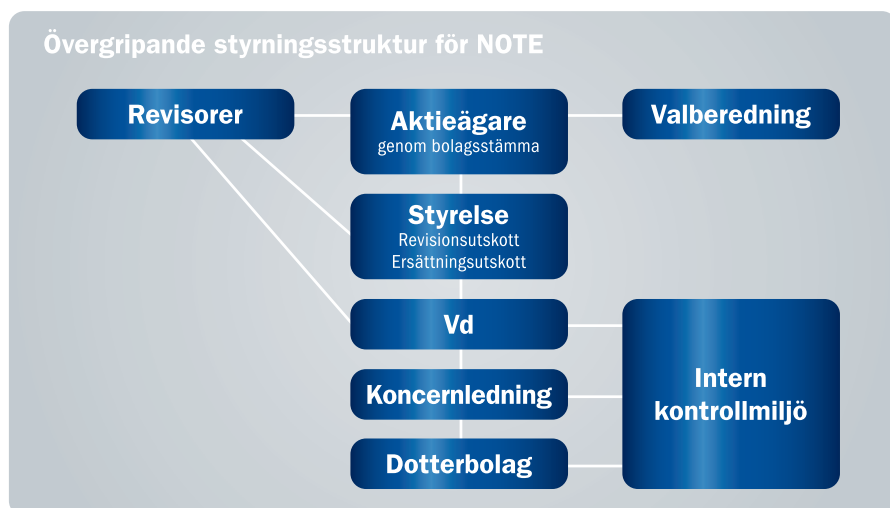 Övergripande styrningsstruktur för NOTE
Revisorer
Aktieägare
genom bolagsstämma
Valberedning
Styrelse
Revisionsutskott
Ersättningsutskott
Vd
Koncernledning
Dotterbolag
Intern
kontrollmiljö